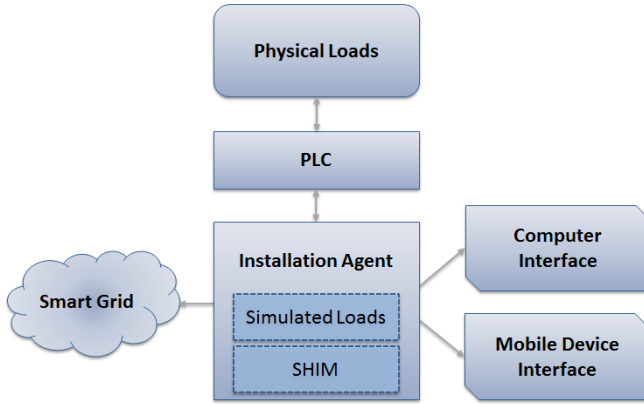 Physical Loads
PLC
Installation Agent
Simulated Loads
SHIM
Smart Grid
Computer
Interface
Mobile Device
Interface